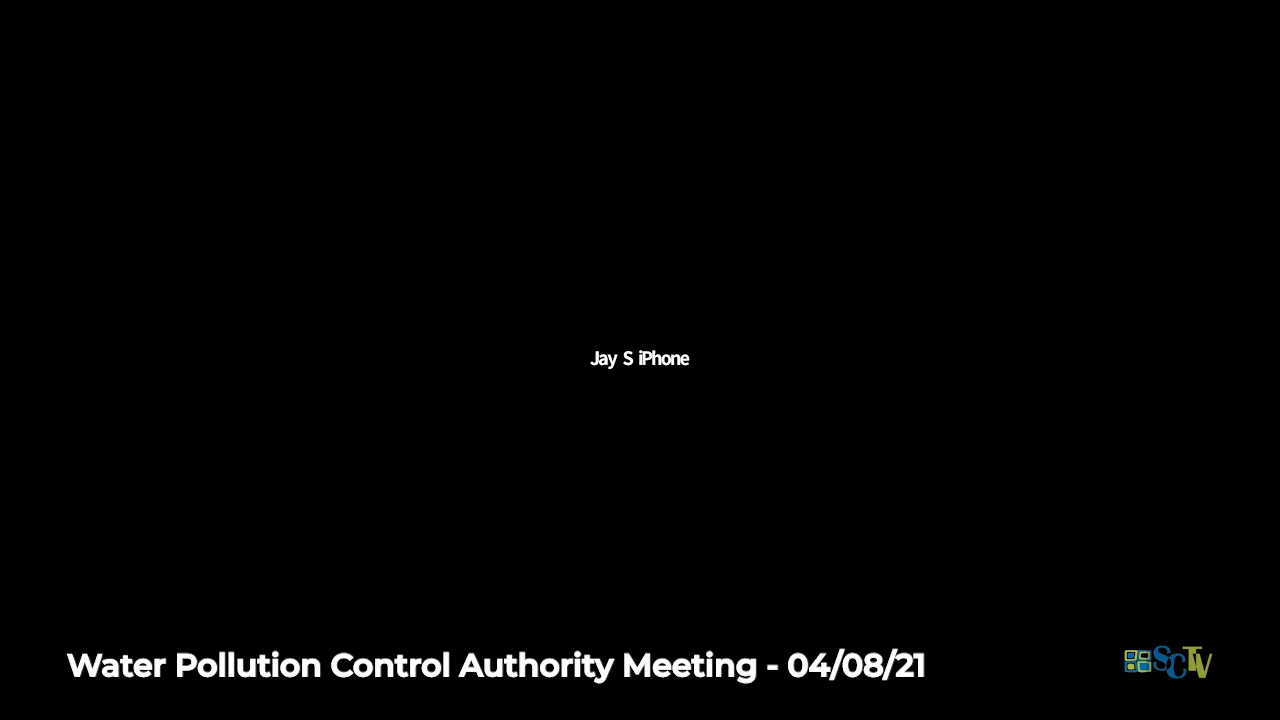 Jay S iPhone
Water Pollution Control Authority Meeting - 04/08/21
SCTV